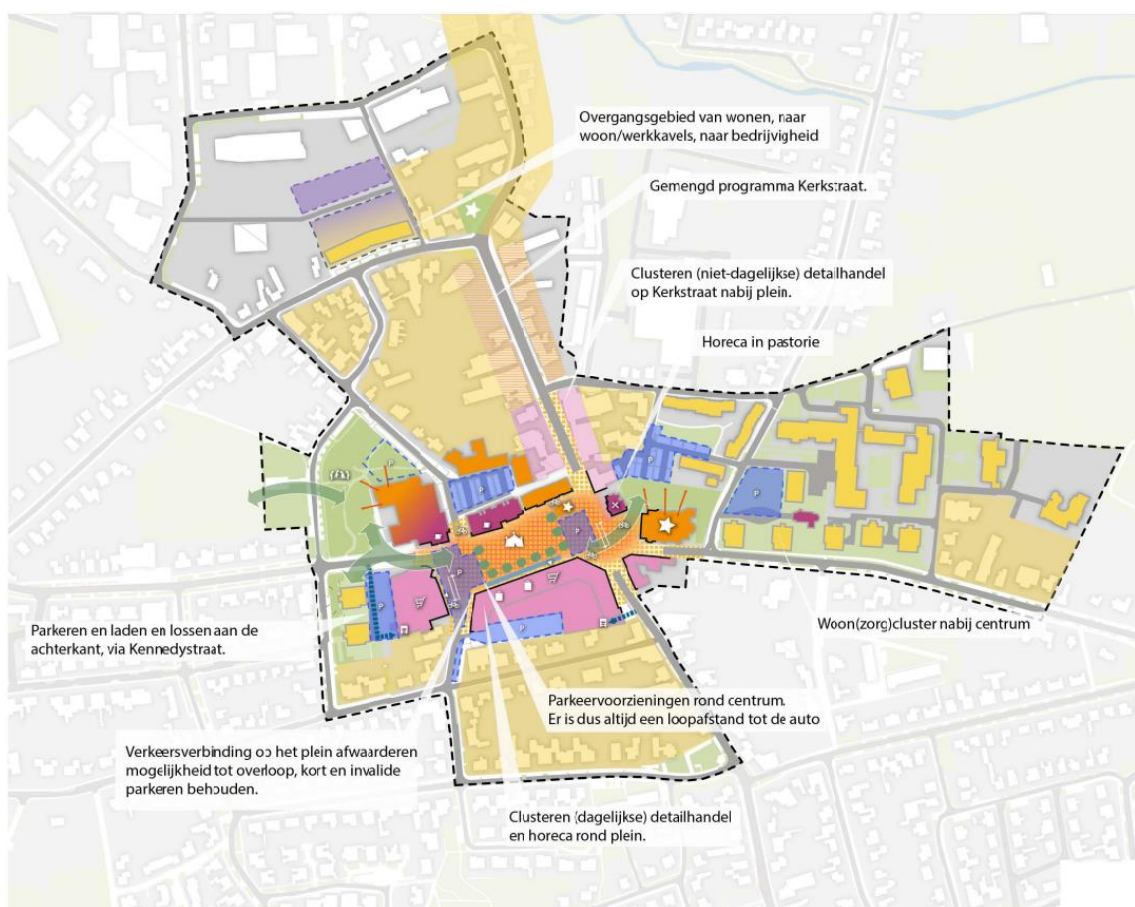 Overgangsgebied van wonen, naar
woon/werkkavels, naar bedrijvigheid
Gemengd programma Kerkstraat.
Clusteren (niet-dagelijkse) detailhandel
op Kerkstraat nabij plein.
Horeca in pastorie
P
P
P
P
P
P
P
P
P
Woon(zorg)cluster nabij centrum
Parkeren en laden en lossen aan de
achterkant, via Kennedystraat.
Parkeervoorzieningen rond centrum.
Er is dus altijd een loopafstand tot de auto
Verkeersverbinding op het plein afwaarderen
mogelijkheid tot overloop, kort en invalide
parkeren behouden.
Clusteren (dagelijkse) detailhandel
en horeca rond plein.